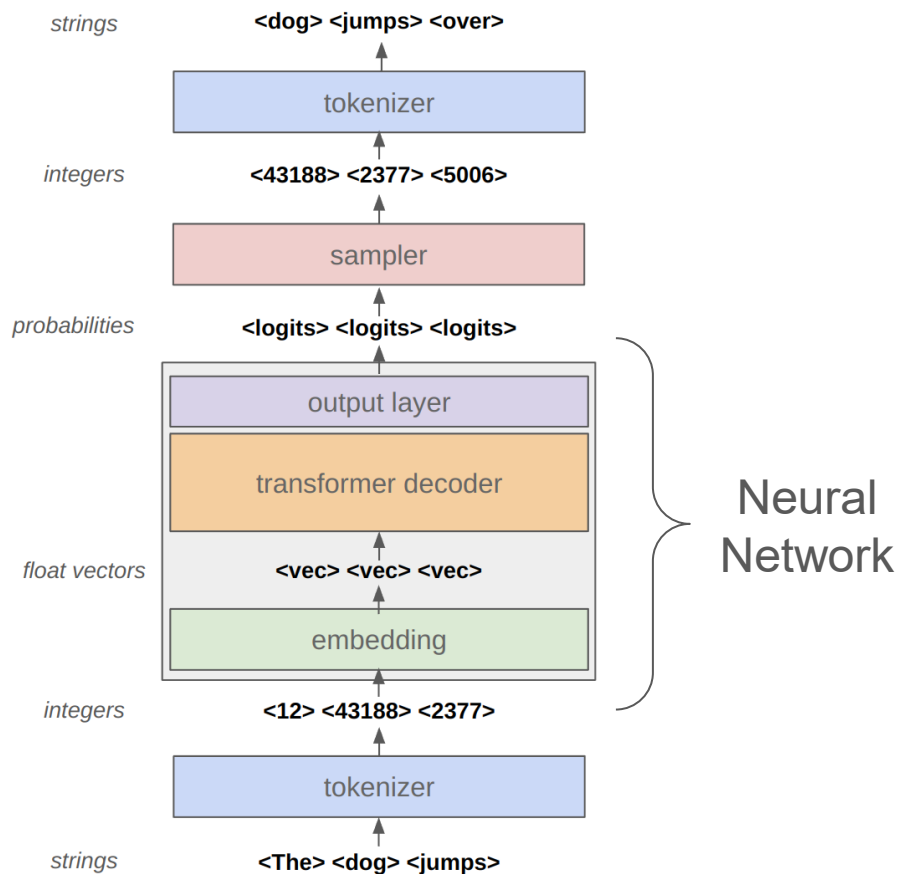 strings
<dog> <jumps> <over>
tokenizer
integers
<43188> <2377> <5006>
sampler
probabilities
<logits> <logits> <logits>
output layer
transformer decoder
Neural
Network
float vectors
<vec> <vec> <vec>
embedding
integers
<12> <43188> <2377>
tokenizer
strings
<The> <dog> <jumps>